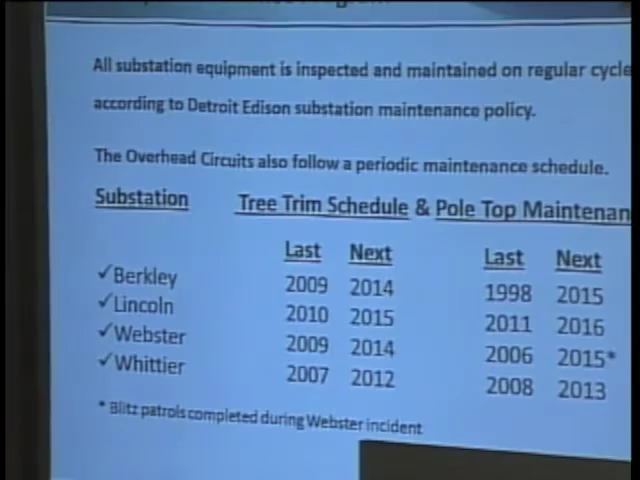 All substation equipment is inspected and maintained on regular cycle
according to Detroit Edison substation maintenance policy.
The Overhead Circuits also follow a periodic maintenance schedule.
Substation Tree Trim Schedule & Pole Top Maintenan
Last Next Last Next
✓Berkley 2009 2014 1998 2015
✓Lincoln 2010 2015 2011 2016
✓Webster 2009 2014 2006 2015*
✓Whittier 2007 2012 2008 2013
* Blitz patrols completed during Webster incident